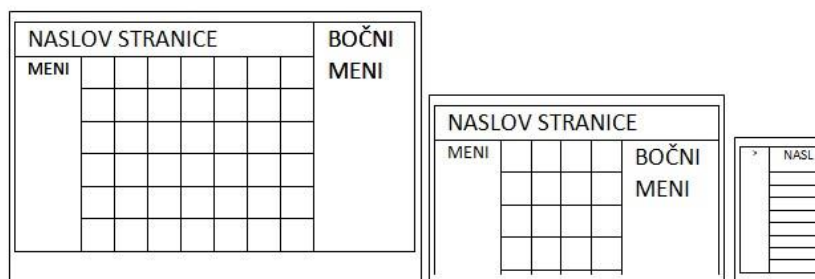 NASLOV STRANICE
BOČNI
MENI
MENI
NASLOV STRANICE
MENI
BOČNI
MENI
> NASL